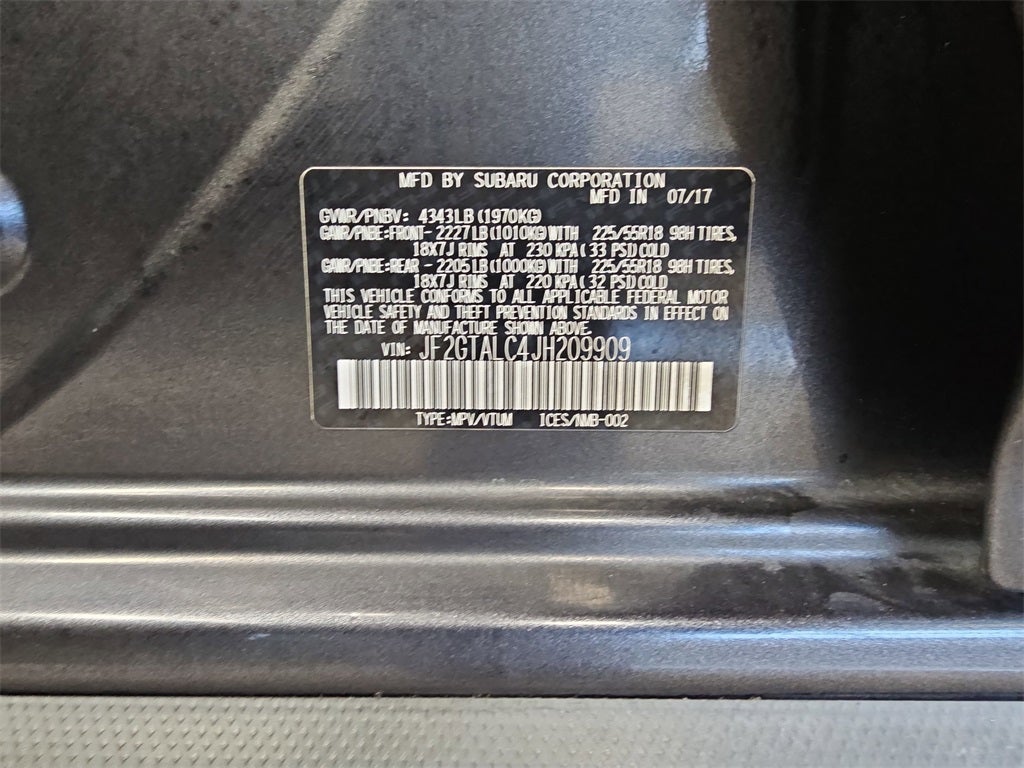 MFD BY SUBARU CORPORATION
MFD IN 07/17
GVWR/PNBV: 4343LB(1970KG)
GAWR/PNBE:FRONT- 2227LB(1010KG)WITH 225/55R18 98H TIRES,
18X7J RIMS AT 230 KPA( 33 PSI)COLD
GAWR/PNBE:REAR - 2205LB(1000KG)WITH 225/55R18 98H TIRES,
18X7J RIMS AT 220 KPA( 32 PSI)COLD
THIS VEHICLE CONFORMS TO ALL APPLICABLE FEDERAL MOTOR
VEHICLE SAFETY AND THEFT PREVENTION STANDARDS IN EFFECT ON
THE DATE OF MANUFACTURE SHOWN ABOVE.
VIN: JF2GTALC4JH209909
TYPE:MPV/VTUM ICES/NMB-002